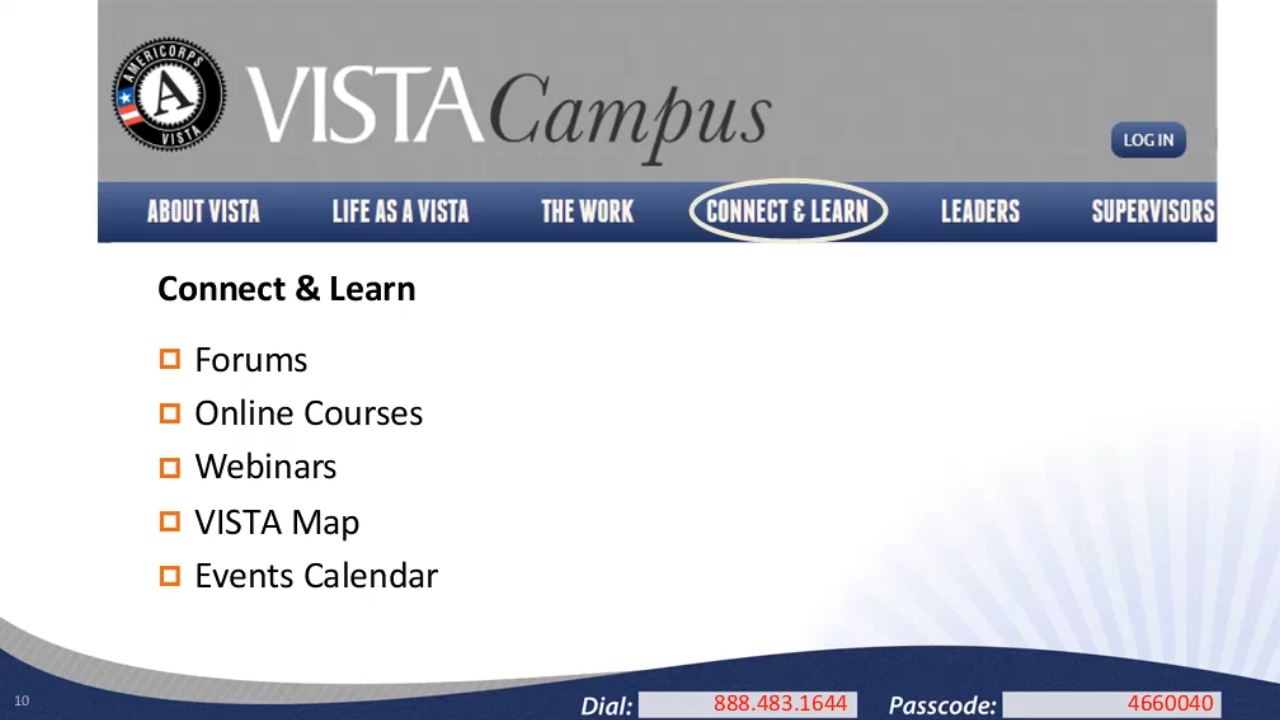 AMERICORPS
A
VISTA
VISTA Campus
LOG IN
ABOUT VISTA LIFE AS A VISTA THE WORK CONNECT & LEARN LEADERS SUPERVISORS
Connect & Learn
Forums
Online Courses
Webinars
VISTA Map
Events Calendar
10
Dial: 888.483.1644 Passcode: 4660040